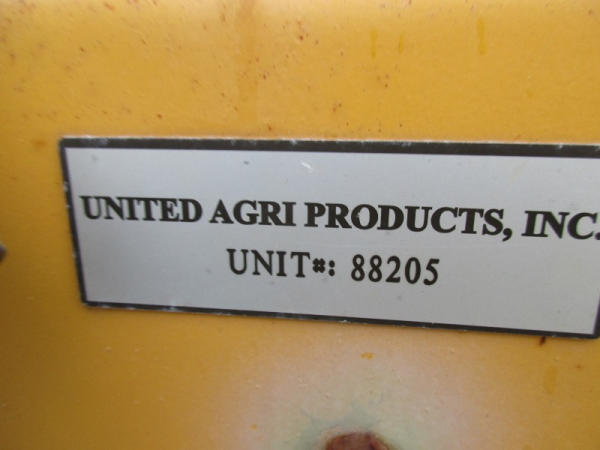 UNITED AGRI PRODUCTS, INC.
UNIT#: 88205